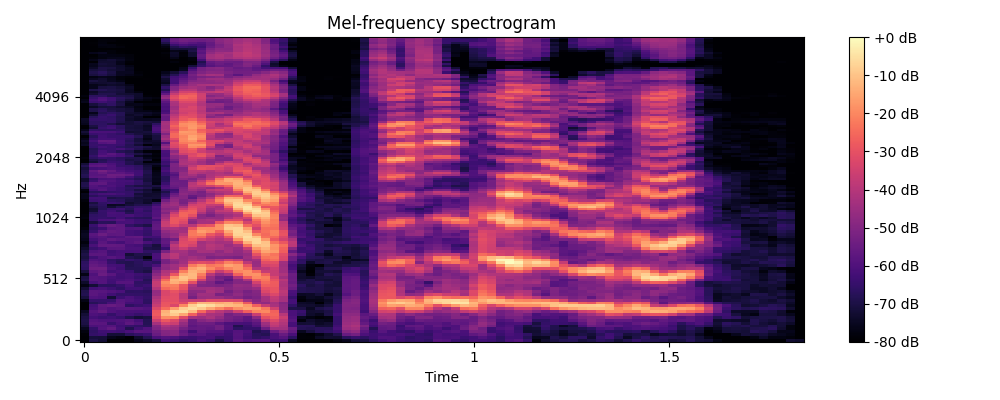 Mel-frequency spectrogram
+0 dB
4096
-10 dB
-20 dB
2048
-30 dB
Hz
1024
-40 dB
-50 dB
512
-60 dB
-70 dB
0
-80 dB
0 0.5 1 1.5
Time